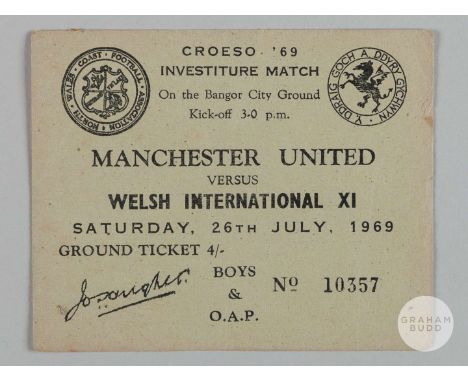 CROESO '69
INVESTITURE MATCH
On the Bangor City Ground
Kick-off 3-0 p.m.
NORTH WALES COAST FOOTBALL ASSOCIATION
Y DDRAIG GOCH A DDYRY GYCHWYN
MANCHESTER UNITED
VERSUS
WELSH INTERNATIONAL XI
SATURDAY, 26TH JULY, 1969
GROUND TICKET 4/-
BOYS
&
O.A.P.
No 10357
GRAHAM
BUDD